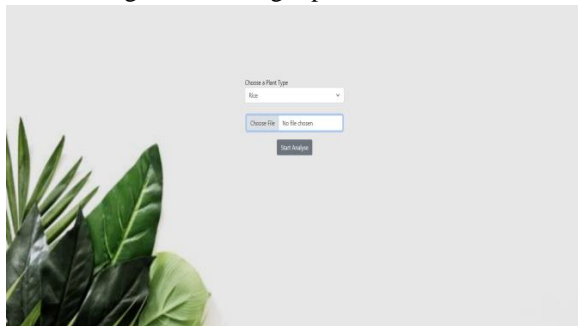 Choose a Plant Type
Rice
Choose File No file chosen
Start Analyse